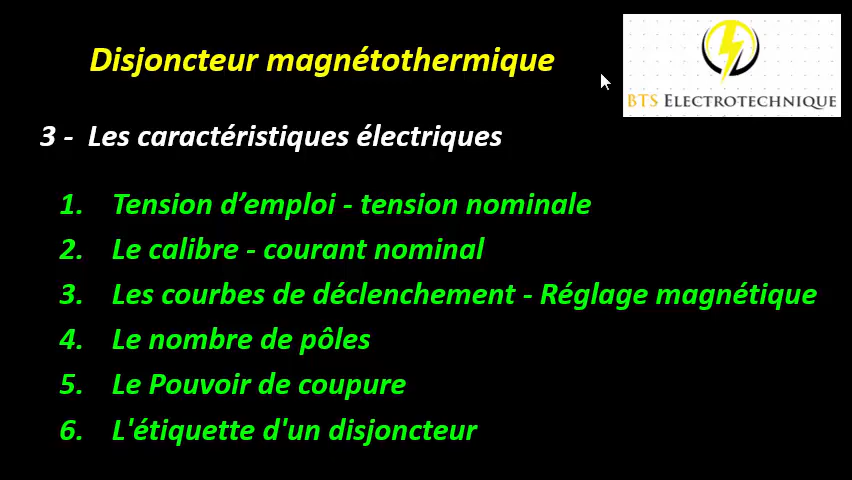 Disjoncteur magnétothermique
BTS ELECTROTECHNIQUE
3 - Les caractéristiques électriques
1. Tension d’emploi - tension nominale
2. Le calibre - courant nominal
3. Les courbes de déclenchement - Réglage magnétique
4. Le nombre de pôles
5. Le Pouvoir de coupure
6. L'étiquette d'un disjoncteur